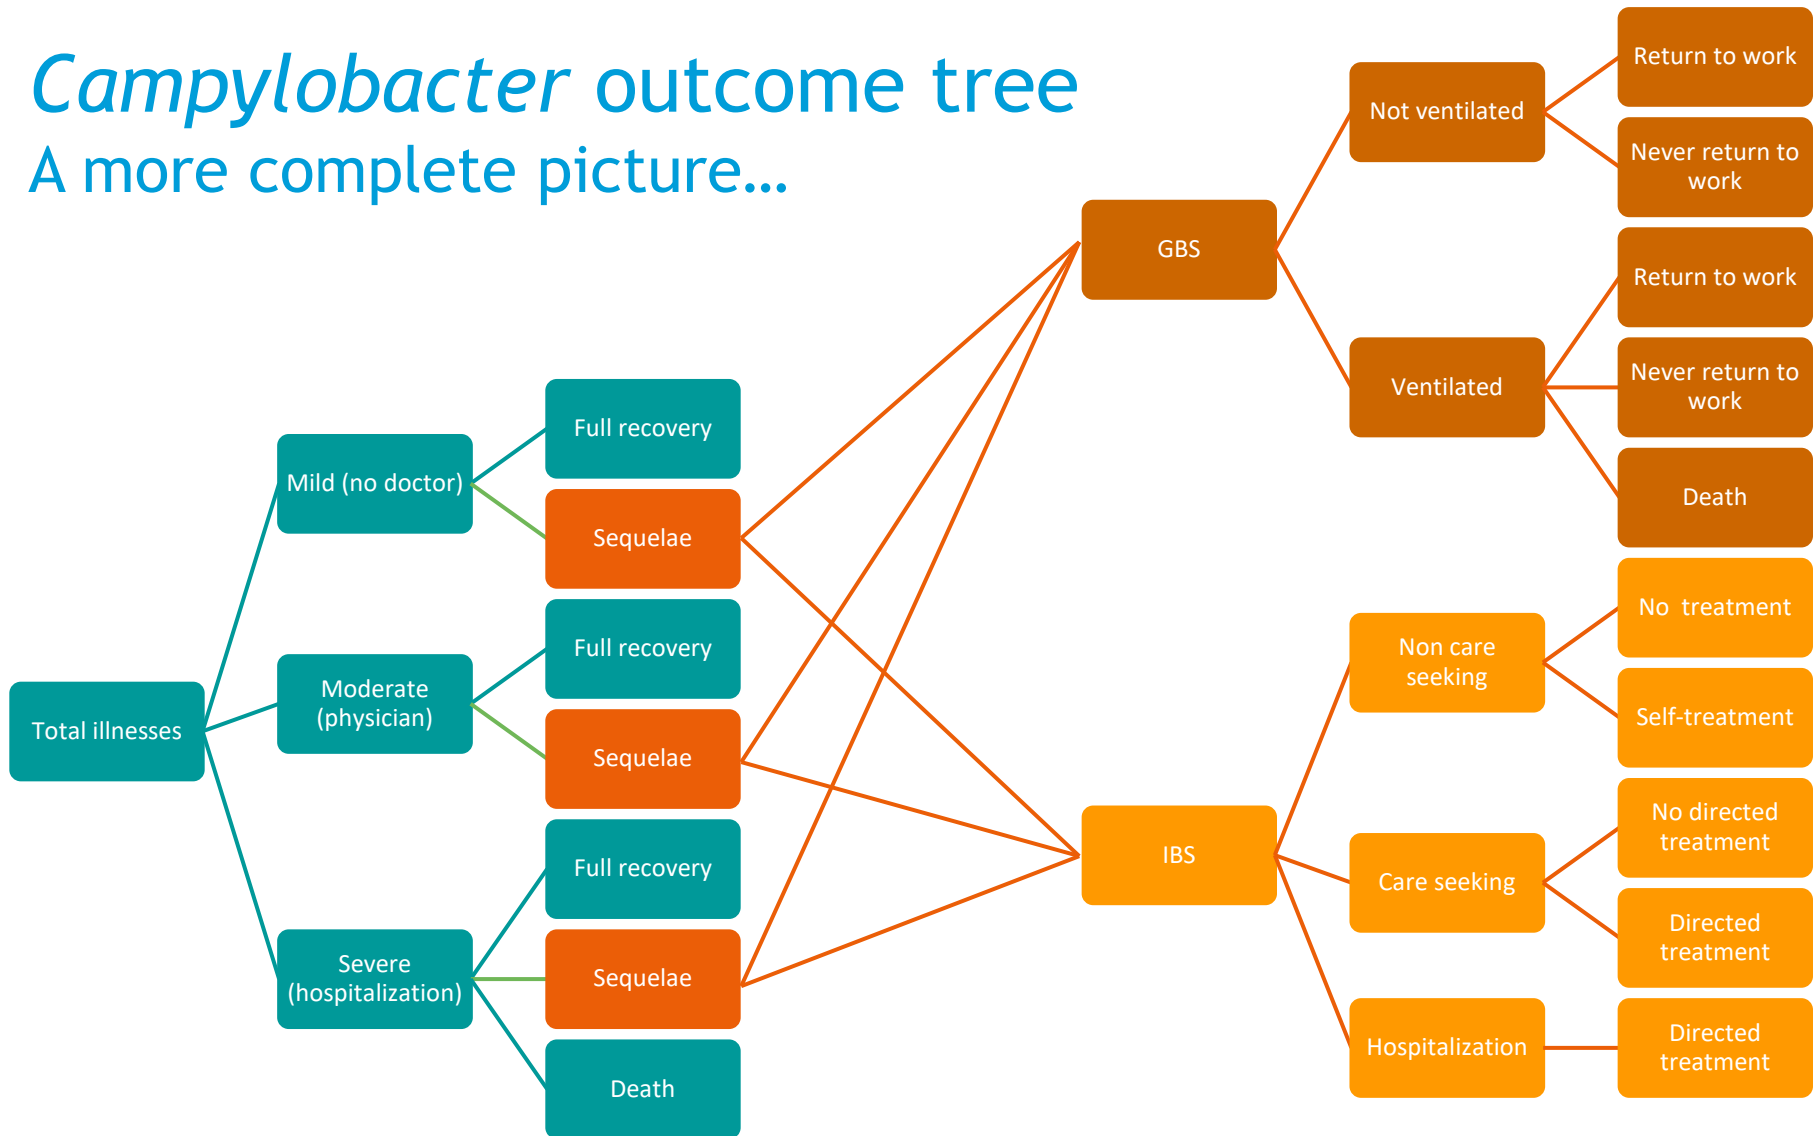 Campylobacter outcome tree
A more complete picture…
Total illnesses
Mild (no doctor)
Moderate
(physician)
Severe
(hospitalization)
Full recovery
Sequelae
Full recovery
Sequelae
Full recovery
Sequelae
Death
GBS
IBS
Not ventilated
Ventilated
Non care
seeking
Care seeking
Hospitalization
Return to work
Never return to
work
Return to work
Never return to
work
Death
No treatment
Self-treatment
No directed
treatment
Directed
treatment
Directed
treatment